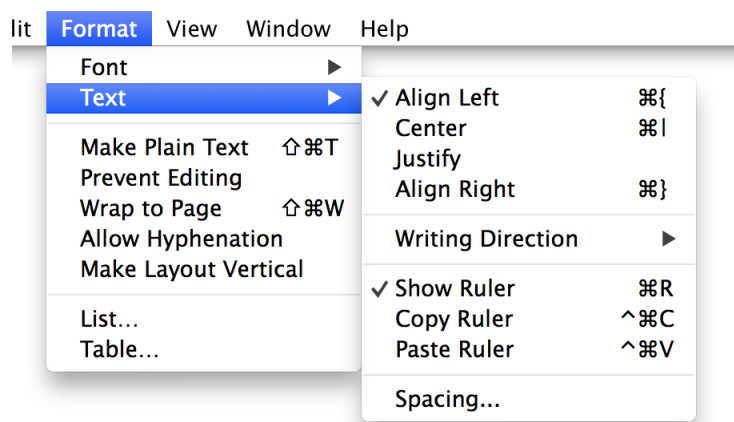 lit Format View Window Help
Font ▶
Text ▶
Make Plain Text ⇧⌘T
Prevent Editing
Wrap to Page ⇧⌘W
Allow Hyphenation
Make Layout Vertical
List...
Table...
✓ Align Left ⌘{
Center ⌘|
Justify
Align Right ⌘}
Writing Direction ▶
✓ Show Ruler ⌘R
Copy Ruler ^⌘C
Paste Ruler ^⌘V
Spacing...